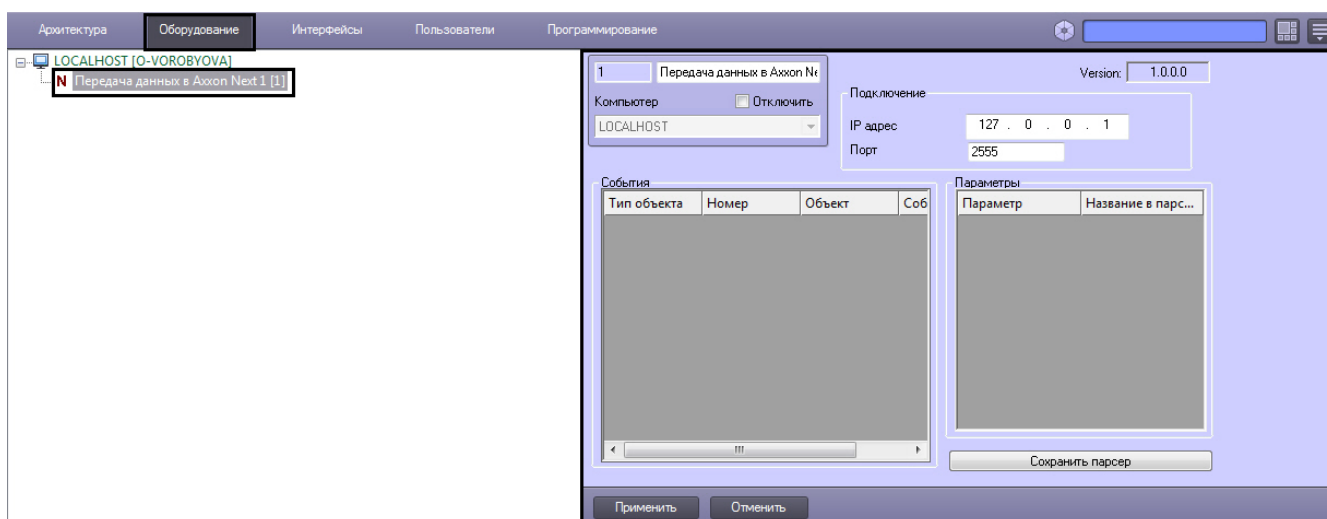 Архитектура Оборудование Интерфейсы Пользователи Программирование
LOCALHOST [O-VOROBYOVA]
N Передача данных в Axxon Next 1 [1]
1 Передача данных в Axxon Ne
Version: 1.0.0.0
Компьютер Отключить
LOCALHOST
Подключение
IP адрес 127 . 0 . 0 . 1
Порт 2555
События
Тип объекта Номер Объект Соб
Параметры
Параметр Название в парс...
Сохранить парсер
Применить Отменить